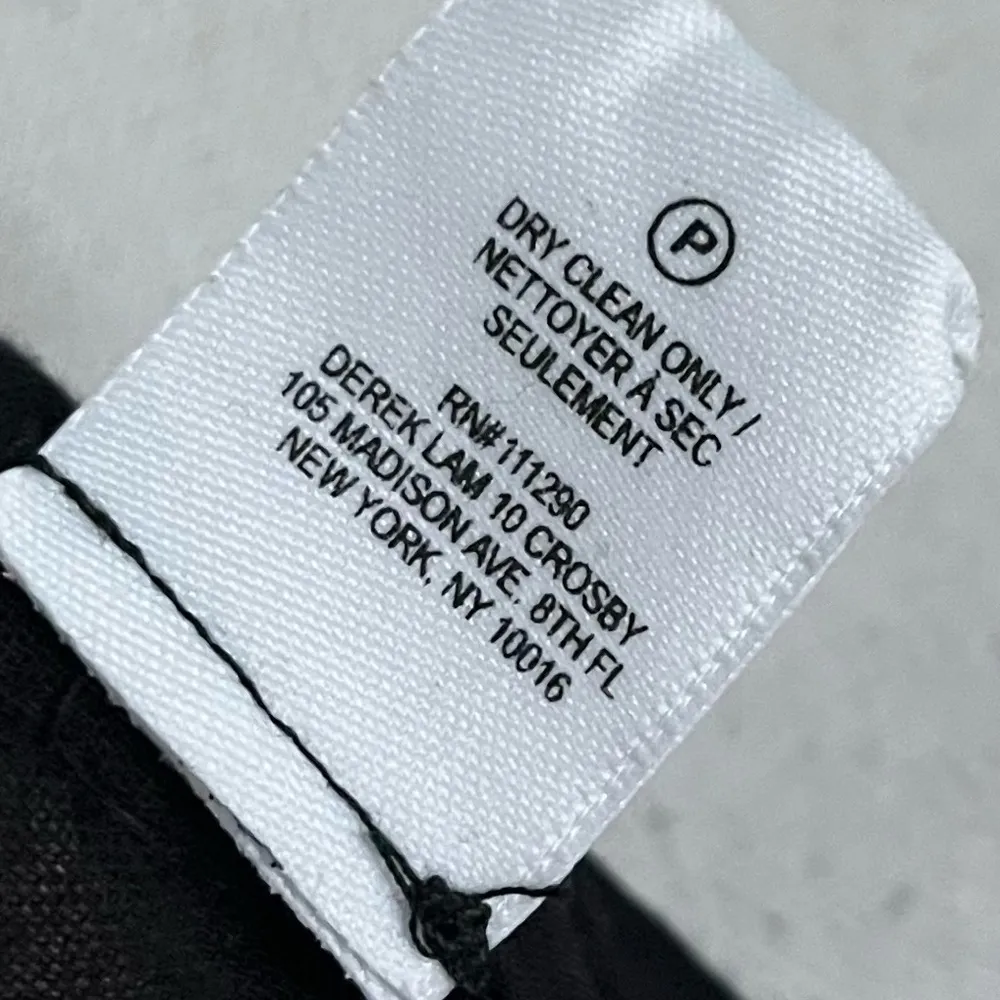 P
DRY CLEAN ONLY /
NETTOYER À SEC
SEULEMENT
RN# 111290
DEREK LAM 10 CROSBY
105 MADISON AVE, 8TH FL
NEW YORK, NY 10016